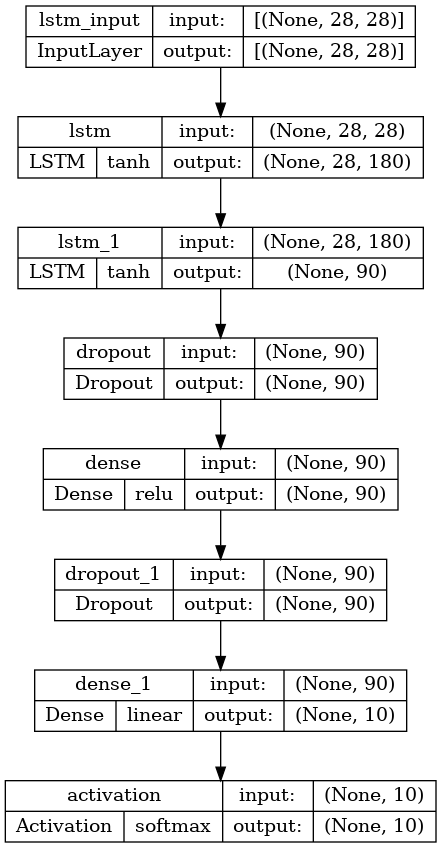 lstm_input input: [(None, 28, 28)]
InputLayer output: [(None, 28, 28)]
lstm input: (None, 28, 28)
LSTM tanh output: (None, 28, 180)
lstm_1 input: (None, 28, 180)
LSTM tanh output: (None, 90)
dropout input: (None, 90)
Dropout output: (None, 90)
dense input: (None, 90)
Dense relu output: (None, 90)
dropout_1 input: (None, 90)
Dropout output: (None, 90)
dense_1 input: (None, 90)
Dense linear output: (None, 10)
activation input: (None, 10)
Activation softmax output: (None, 10)